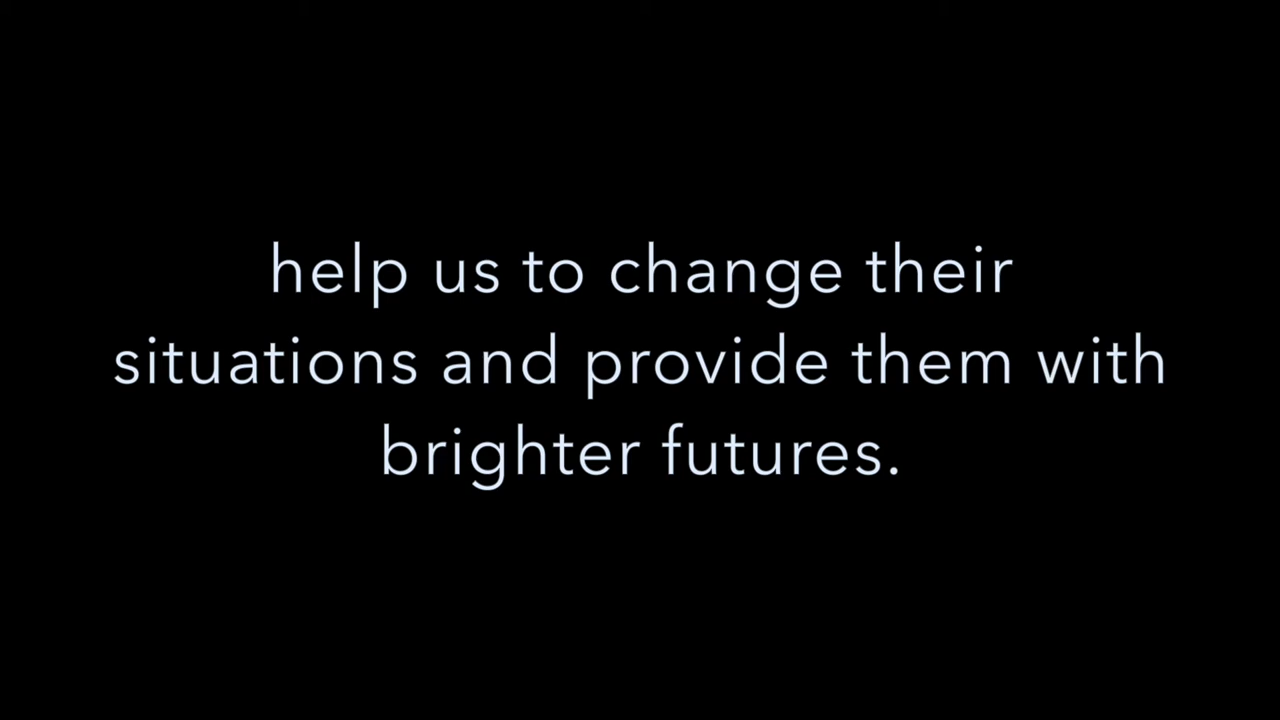 help us to change their
situations and provide them with
brighter futures.